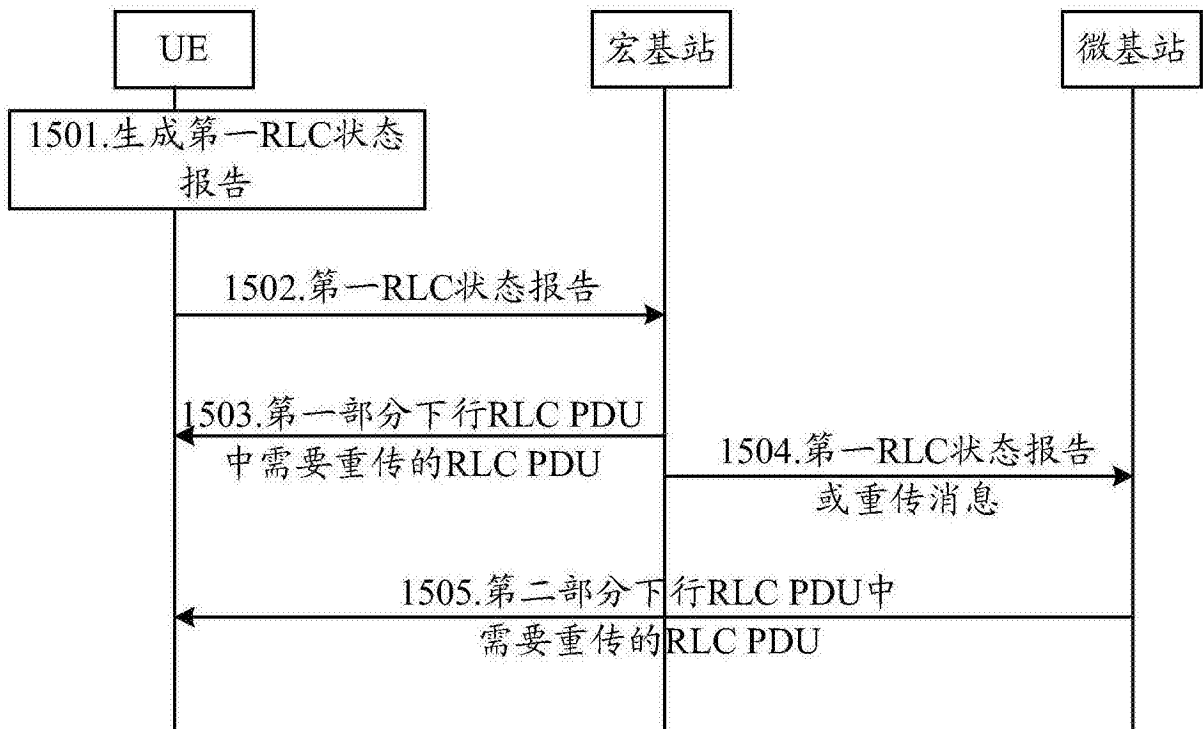 UE
宏基站
微基站
1501.生成第一RLC状态
报告
1502.第一RLC状态报告
1503.第一部分下行RLC PDU
中需要重传的RLC PDU
1504.第一RLC状态报告
或重传消息
1505.第二部分下行RLC PDU中
需要重传的RLC PDU